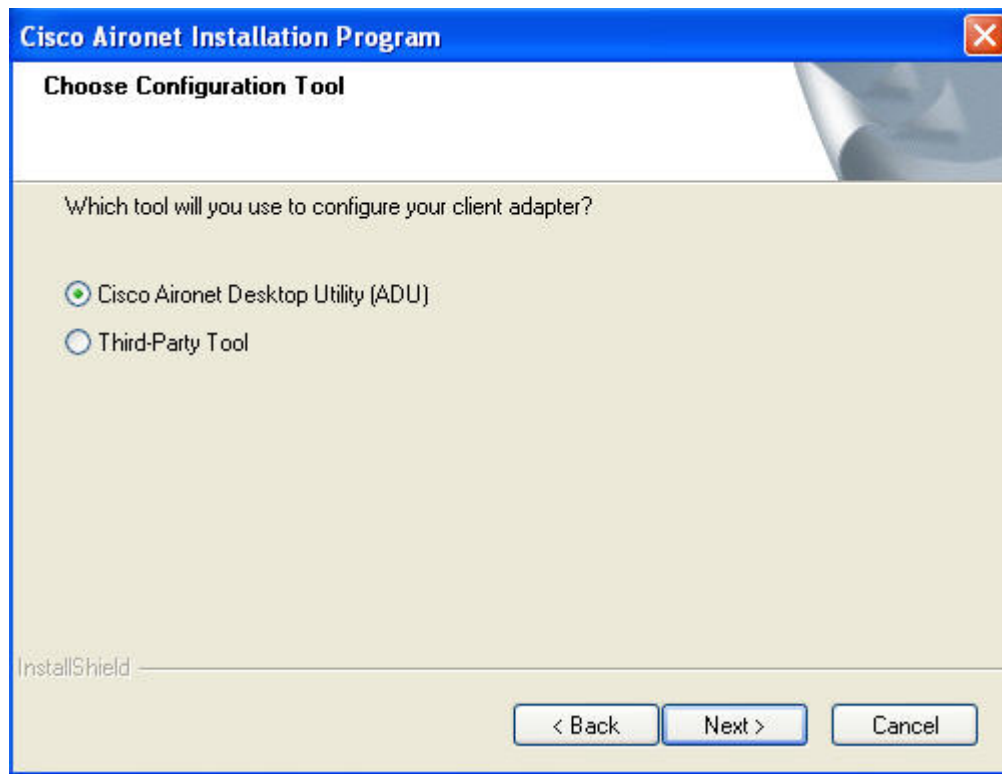 Cisco Aironet Installation Program
Choose Configuration Tool
Which tool will you use to configure your client adapter?
Cisco Aironet Desktop Utility (ADU)
Third-Party Tool
InstallShield
< Back
Next >
Cancel